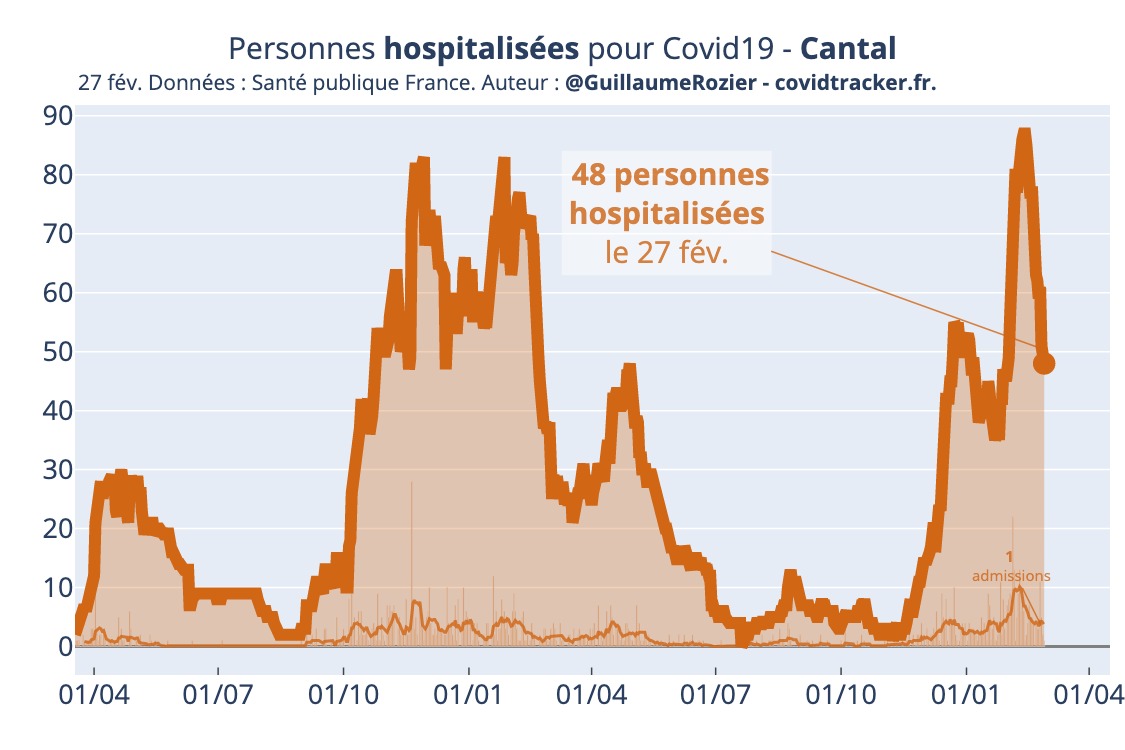 Personnes hospitalisées pour Covid19 - Cantal
27 fév. Données : Santé publique France. Auteur : @GuillaumeRozier - covidtracker.fr.
90
80
70
60
50
40
30
20
10
0
48 personnes
hospitalisées
le 27 fév.
1
admissions
01/04 01/07 01/10 01/01 01/04 01/07 01/10 01/01 01/04